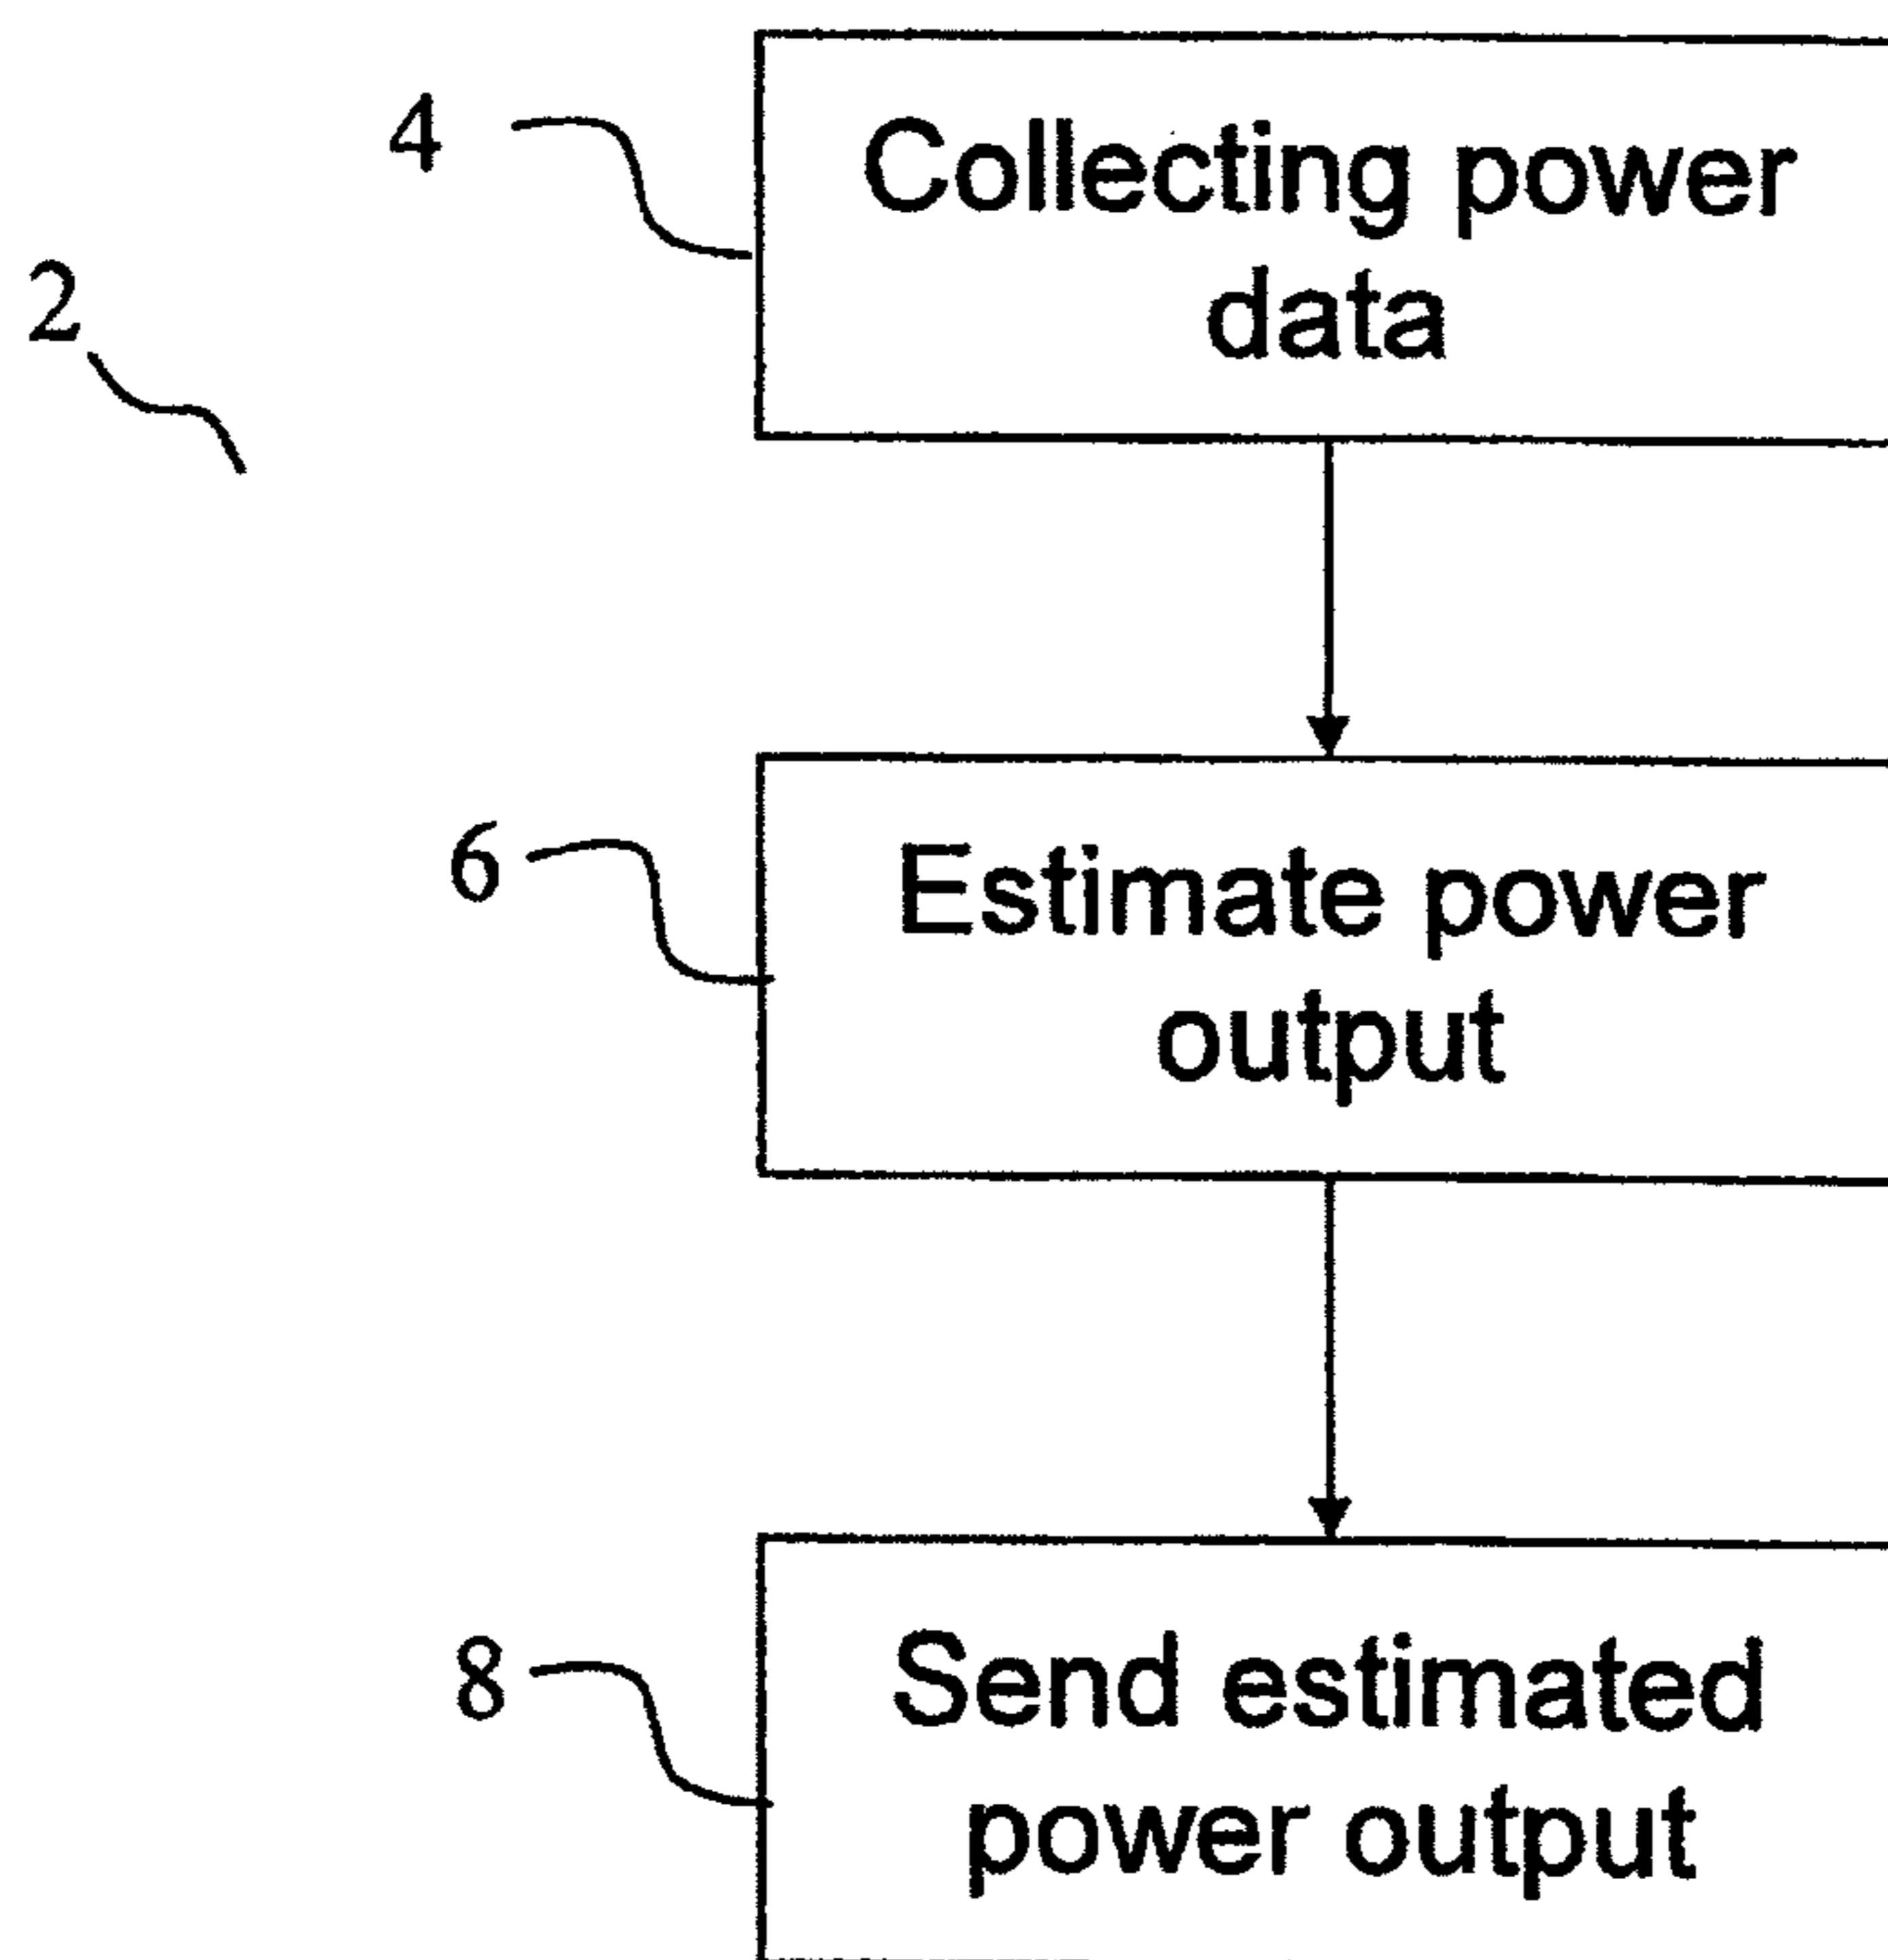 4
Collecting power
data
2
6
Estimate power
output
8
Send estimated
power output